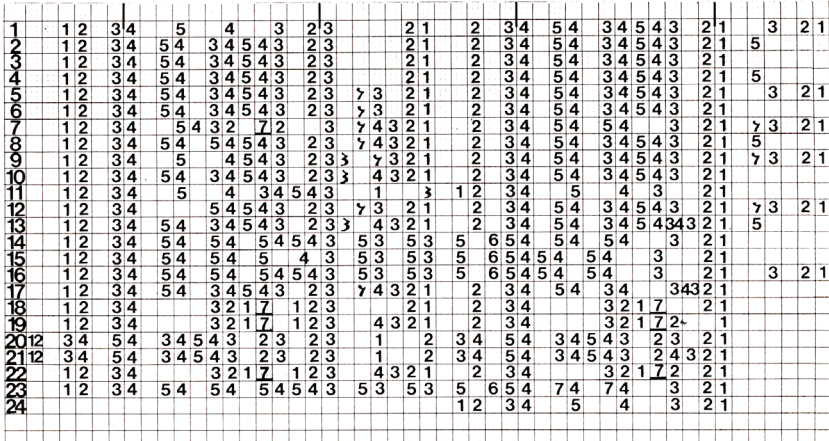 1 1 2 3 4 5 4 3 2 3 2 1 2 3 4 5 4 3 4 5 4 3 2 1 3 2 1
2 1 2 3 4 5 4 3 4 5 4 3 2 3 2 1 2 3 4 5 4 3 4 5 4 3 2 1 5
3 1 2 3 4 5 4 3 4 5 4 3 2 3 2 1 2 3 4 5 4 3 4 5 4 3 2 1
4 1 2 3 4 5 4 3 4 5 4 3 2 3 2 1 2 3 4 5 4 3 4 5 4 3 2 1 5
5 1 2 3 4 5 4 3 4 5 4 3 2 3 3 2 1 2 3 4 5 4 3 4 5 4 3 2 1 3 2 1
6 1 2 3 4 5 4 3 4 5 4 3 2 3 3 2 1 2 3 4 5 4 3 4 5 4 3 2 1
7 1 2 3 4 5 4 3 2 7 2 3 4 3 2 1 2 3 4 5 4 5 4 3 2 1 3 2 1
8 1 2 3 4 5 4 5 4 5 4 3 2 3 4 3 2 1 2 3 4 5 4 3 4 5 4 3 2 1 5
9 1 2 3 4 5 4 5 4 3 2 3 3 2 1 2 3 4 5 4 3 4 5 4 3 2 1 3 2 1
10 1 2 3 4 5 4 3 4 5 4 3 2 3 4 3 2 1 2 3 4 5 4 3 4 5 4 3 2 1
11 1 2 3 4 5 4 3 4 5 4 3 1 1 2 3 4 5 4 3 2 1
12 1 2 3 4 5 4 5 4 3 2 3 3 2 1 2 3 4 5 4 3 4 5 4 3 2 1 3 2 1
13 1 2 3 4 5 4 3 4 5 4 3 2 3 4 3 2 1 2 3 4 5 4 3 4 5 4 3 4 3 2 1 5
14 1 2 3 4 5 4 5 4 5 4 5 4 3 5 3 5 3 5 6 5 4 5 4 5 4 3 2 1
15 1 2 3 4 5 4 5 4 5 4 3 5 3 5 3 5 6 5 4 5 4 5 4 3 2 1
16 1 2 3 4 5 4 5 4 5 4 5 4 3 5 3 5 3 5 6 5 4 5 4 5 4 3 2 1 3 2 1
17 1 2 3 4 5 4 3 4 5 4 3 2 3 4 3 2 1 2 3 4 5 4 3 4 3 4 3 2 1
18 1 2 3 4 3 2 1 7 1 2 3 2 1 2 3 4 3 2 1 7 2 1
19 1 2 3 4 3 2 1 7 1 2 3 4 3 2 1 2 3 4 3 2 1 7 2 1
20 12 3 4 5 4 3 4 5 4 3 2 3 2 3 1 2 3 4 5 4 3 4 5 4 3 2 3 2 1
21 12 3 4 5 4 3 4 5 4 3 2 3 2 3 1 2 3 4 5 4 3 4 5 4 3 2 4 3 2 1
22 1 2 3 4 3 2 1 7 1 2 3 4 3 2 1 2 3 4 3 2 1 7 2 2 1
23 1 2 3 4 5 4 5 4 5 4 5 4 3 5 3 5 3 5 6 5 4 7 4 7 4 3 2 1
24 1 2 3 4 5 4 3 2 1